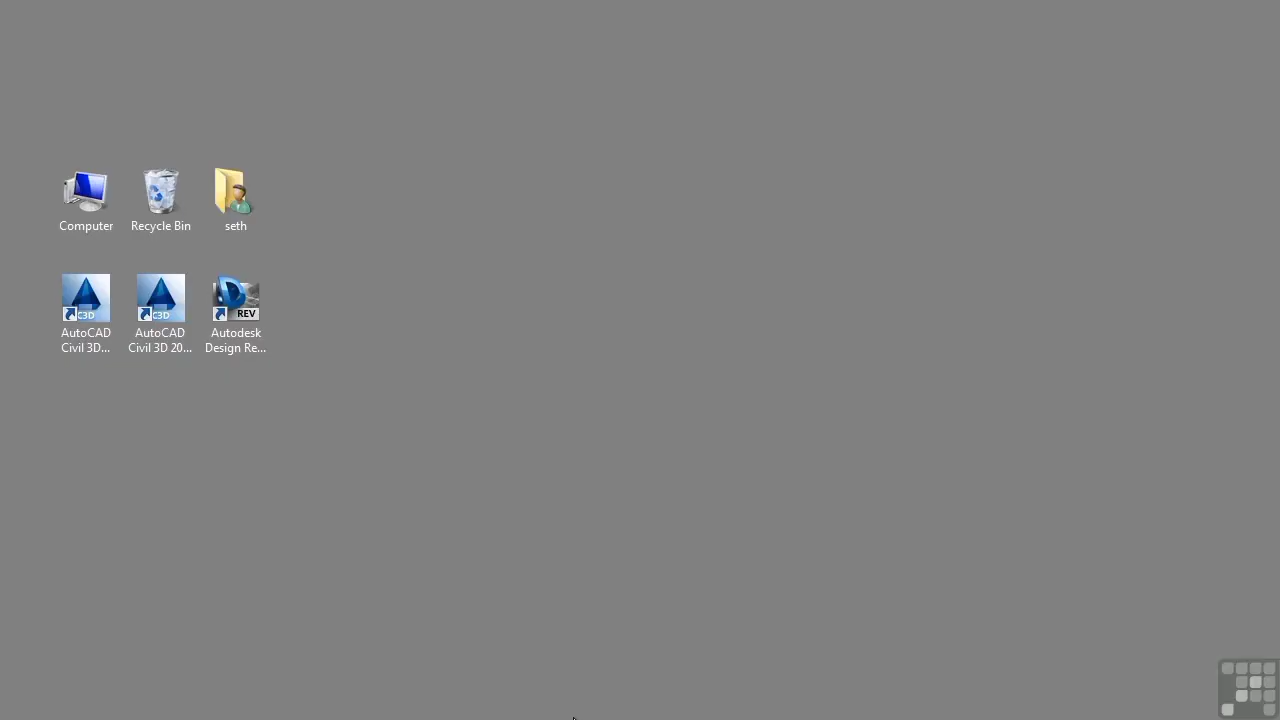 Computer
Recycle Bin
seth
C3D
C3D
REV
AutoCAD
Civil 3D...
AutoCAD
Civil 3D 20...
Autodesk
Design Re...